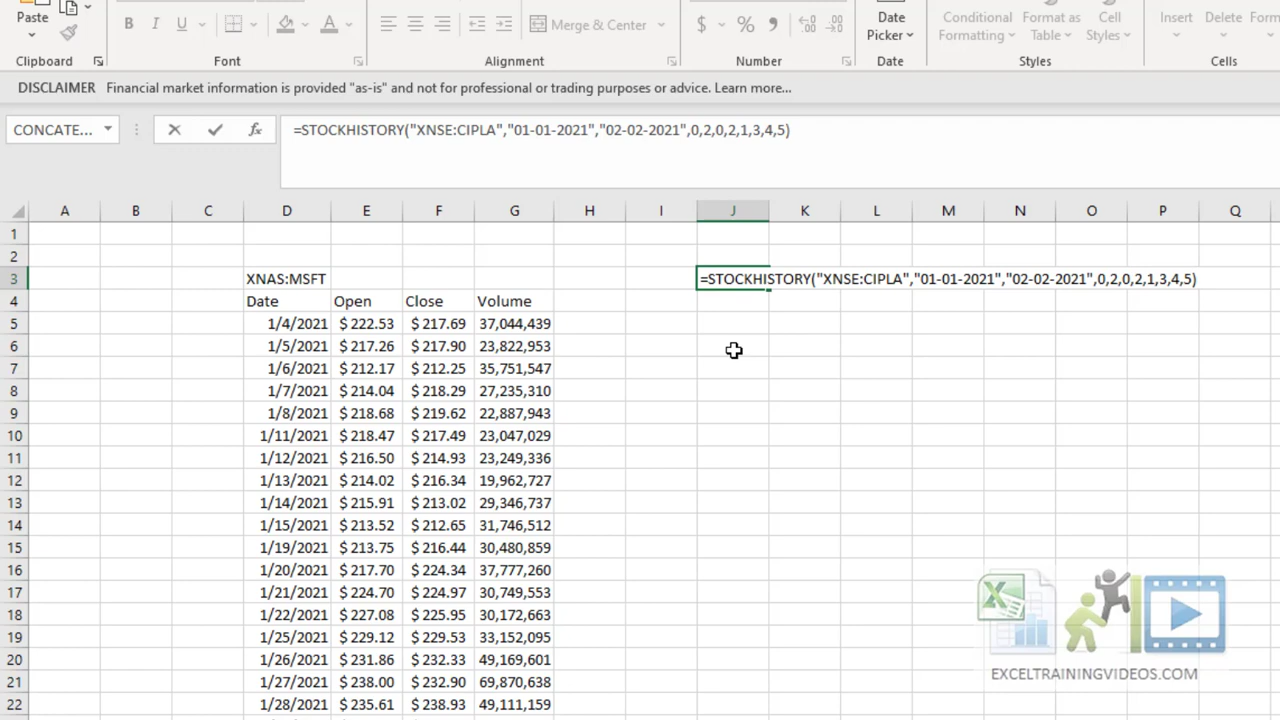 Paste
B I U A
Merge & Center
$ % ,
Date
Picker
Conditional
Formatting
Format as
Table
Cell
Styles
Insert Delete
Clipboard Font Alignment Number Date Styles Cells
DISCLAIMER Financial market information is provided "as-is" and not for professional or trading purposes or advice. Learn more...
CONCATE... fx =STOCKHISTORY("XNSE:CIPLA","01-01-2021","02-02-2021",0,2,0,2,1,3,4,5)
A B C D E F G H I J K L M N O P Q
1
2
3 XNAS:MSFT =STOCKHISTORY("XNSE:CIPLA","01-01-2021","02-02-2021",0,2,0,2,1,3,4,5)
4 Date Open Close Volume
5 1/4/2021 $ 222.53 $ 217.69 37,044,439
6 1/5/2021 $ 217.26 $ 217.90 23,822,953
7 1/6/2021 $ 212.17 $ 212.25 35,751,547
8 1/7/2021 $ 214.04 $ 218.29 27,235,310
9 1/8/2021 $ 218.68 $ 219.62 22,887,943
10 1/11/2021 $ 218.47 $ 217.49 23,047,029
11 1/12/2021 $ 216.50 $ 214.93 23,249,336
12 1/13/2021 $ 214.02 $ 216.34 19,962,727
13 1/14/2021 $ 215.91 $ 213.02 29,346,737
14 1/15/2021 $ 213.52 $ 212.65 31,746,512
15 1/19/2021 $ 213.75 $ 216.44 30,480,859
16 1/20/2021 $ 217.70 $ 224.34 37,777,260
17 1/21/2021 $ 224.70 $ 224.97 30,749,553
18 1/22/2021 $ 227.08 $ 225.95 30,172,663
19 1/25/2021 $ 229.12 $ 229.53 33,152,095
20 1/26/2021 $ 231.86 $ 232.33 49,169,601
21 1/27/2021 $ 238.00 $ 232.90 69,870,638
22 1/28/2021 $ 235.61 $ 238.93 49,111,159
EXCELTRAININGVIDEOS.COM